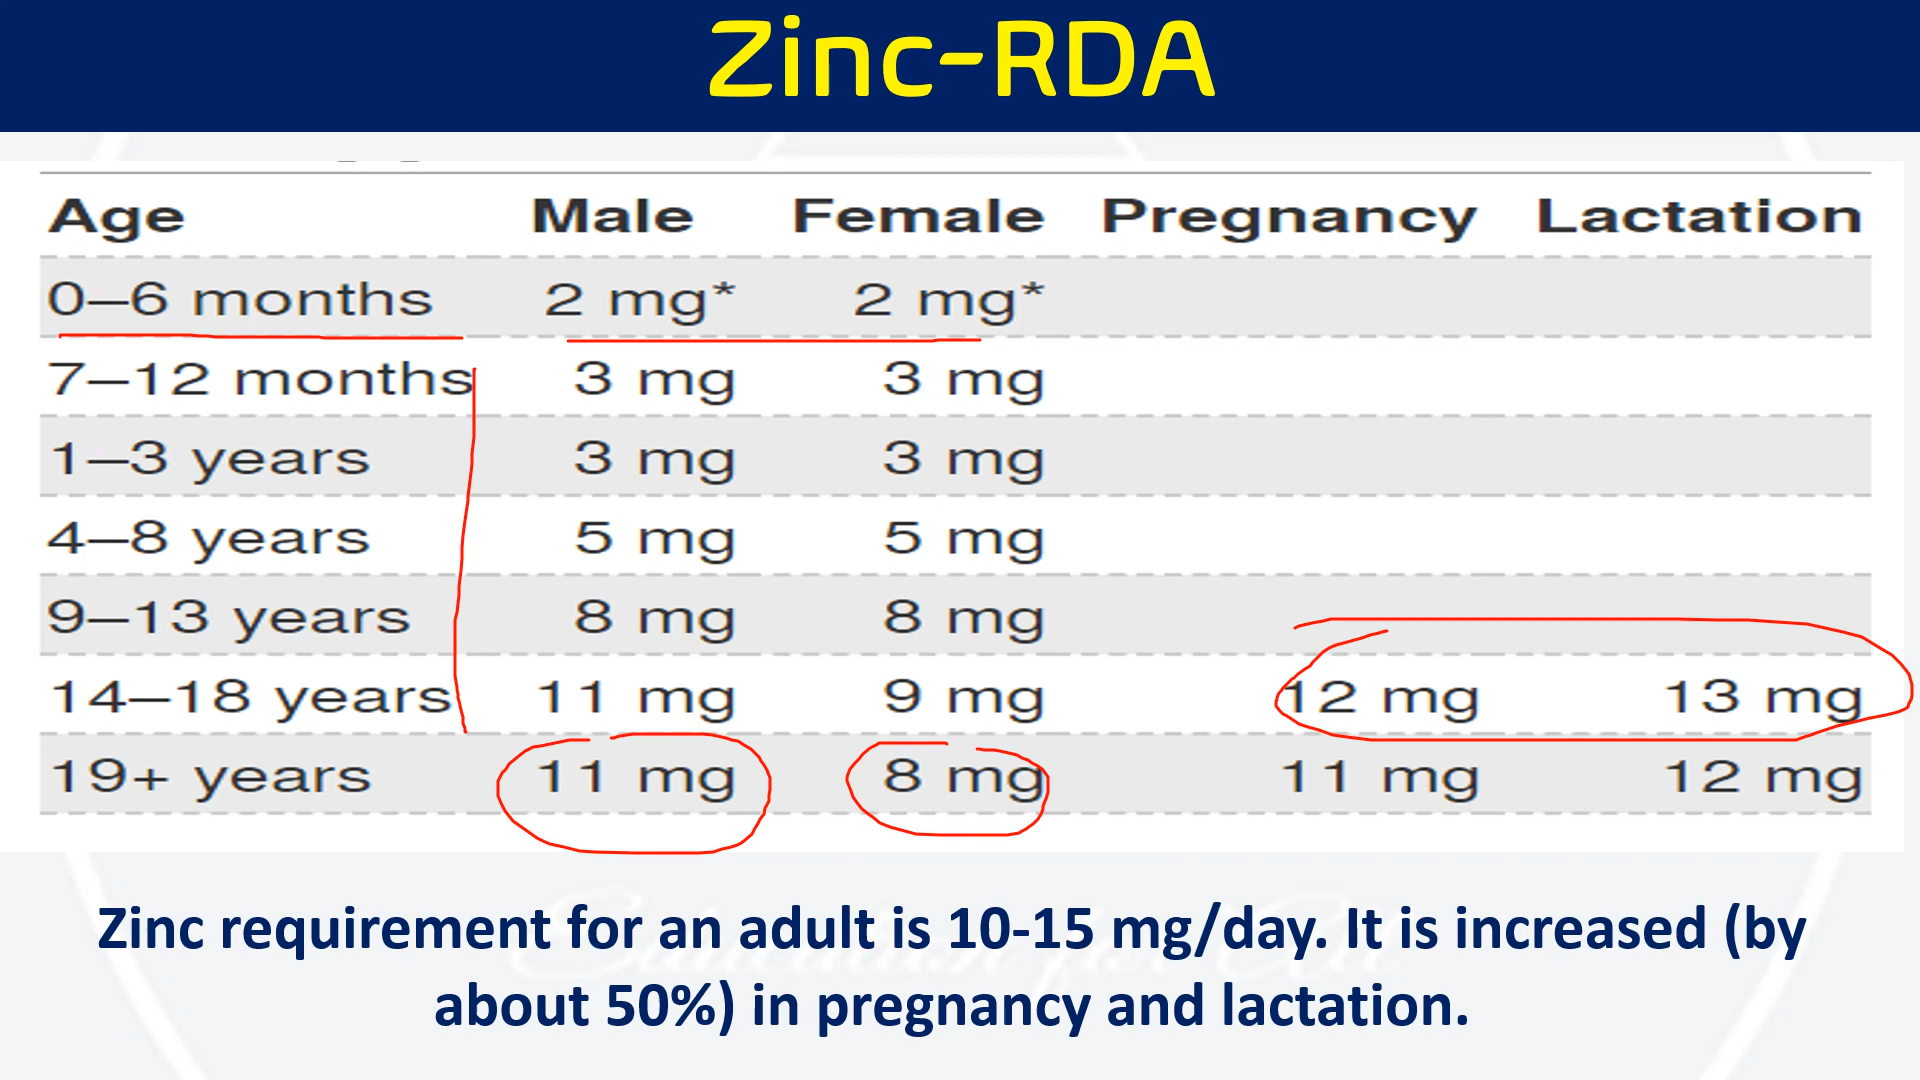 Zinc-RDA
Age Male Female Pregnancy Lactation
0–6 months 2 mg* 2 mg*
7–12 months 3 mg 3 mg
1–3 years 3 mg 3 mg
4–8 years 5 mg 5 mg
9–13 years 8 mg 8 mg
14–18 years 11 mg 9 mg 12 mg 13 mg
19+ years 11 mg 8 mg 11 mg 12 mg
Zinc requirement for an adult is 10-15 mg/day. It is increased (by
about 50%) in pregnancy and lactation.